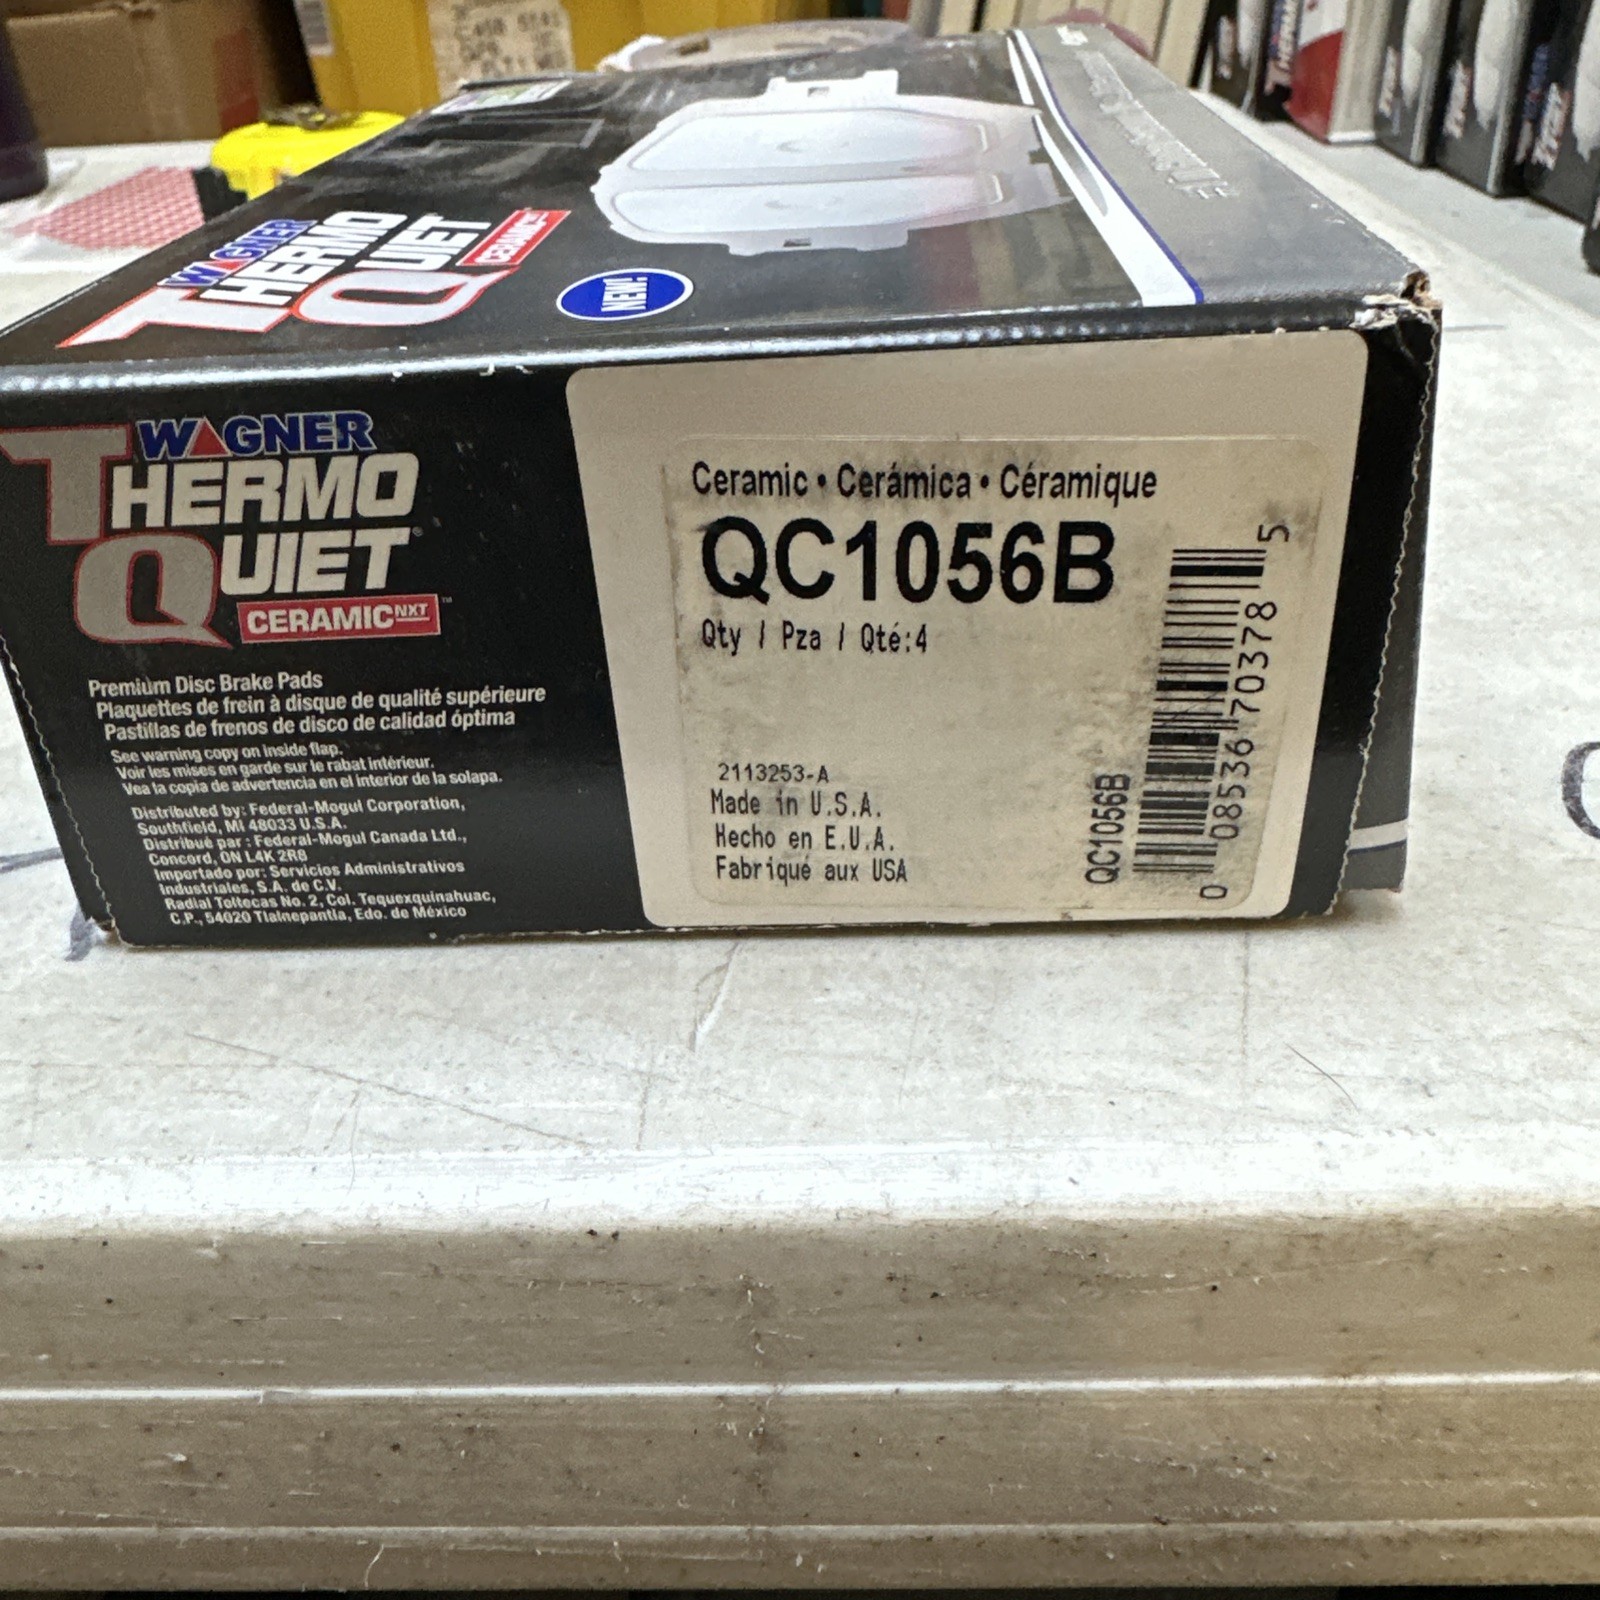 WAGNER
THERMO
QUIET
CERAMIC
NEW!
WAGNER
THERMO
QUIET®
CERAMICNXT™
Premium Disc Brake Pads
Plaquettes de frein à disque de qualité supérieure
Pastillas de frenos de disco de calidad óptima
See warning copy on inside flap.
Voir les mises en garde sur le rabat intérieur.
Vea la copia de advertencia en el interior de la solapa.
Distributed by: Federal-Mogul Corporation,
Southfield, MI 48033 U.S.A.
Distribué par : Federal-Mogul Canada Ltd.,
Concord, ON L4K 2R8
Importado por: Servicios Administrativos
Industriales, S.A. de C.V.
Radial Toltecas No. 2, Col. Tequexquinahuac,
C.P., 54020 Tlalnepantla, Edo. de México
Ceramic • Cerámica • Céramique
QC1056B
Qty / Pza / Qté:4
2113253-A
Made in U.S.A.
Hecho en E.U.A.
Fabriqué aux USA
QC1056B
0 08536 70378 5